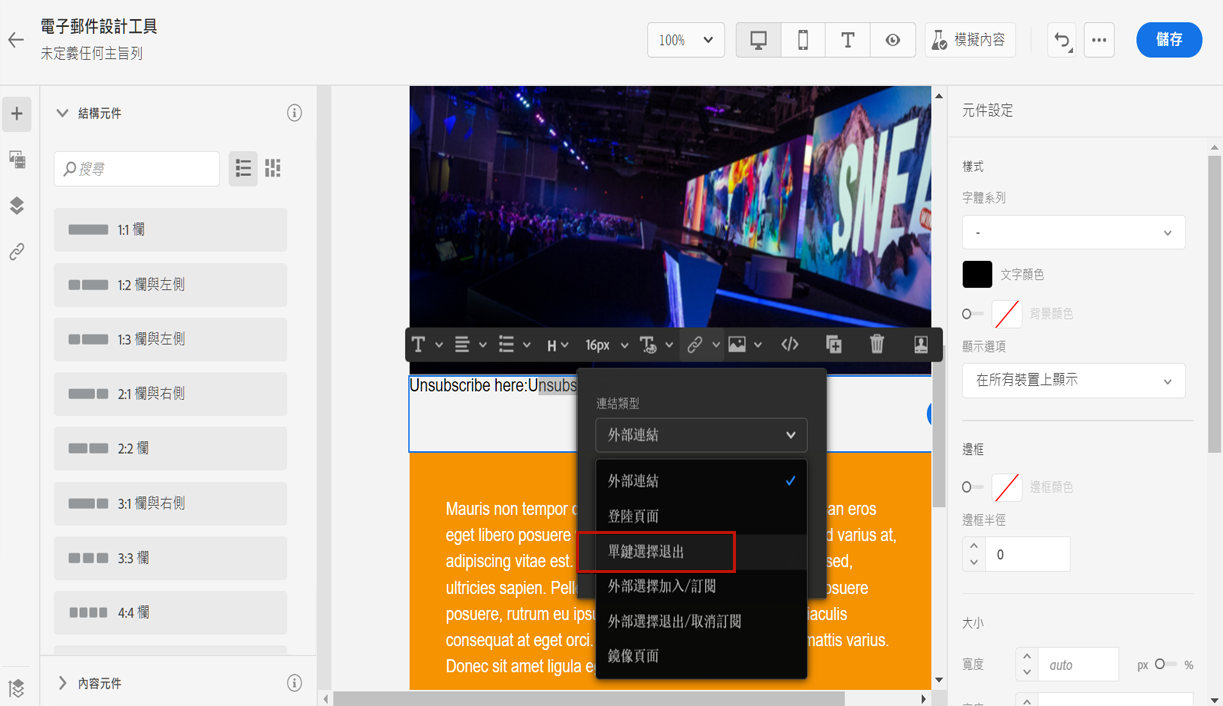 電子郵件設計工具
未定義任何主旨列
100%
模擬內容
儲存
結構元件
搜尋
1:1 欄
1:2 欄與左側
1:3 欄與左側
2:1 欄與右側
2:2 欄
3:1 欄與右側
3:3 欄
4:4 欄
內容元件
SNEA
H
16px
Unsubscribe here:Unsubs
連結類型
外部連結
外部連結
登陸頁面
單鍵選擇退出
外部選擇加入/訂閱
外部選擇退出/取消訂閱
鏡像頁面
Mauris non tempor an eros
eget libero posuere d varius at,
adipiscing vitae est. sed,
ultricies sapien. Pell posuere
posuere, rutrum eu ipsu iaculis
consequat at eget orci. mattis varius.
Donec sit amet ligula e
元件設定
樣式
字體系列
-
文字顏色
背景顏色
顯示選項
在所有裝置上顯示
邊框
邊框顏色
邊框半徑
0
大小
寬度
auto
px
%